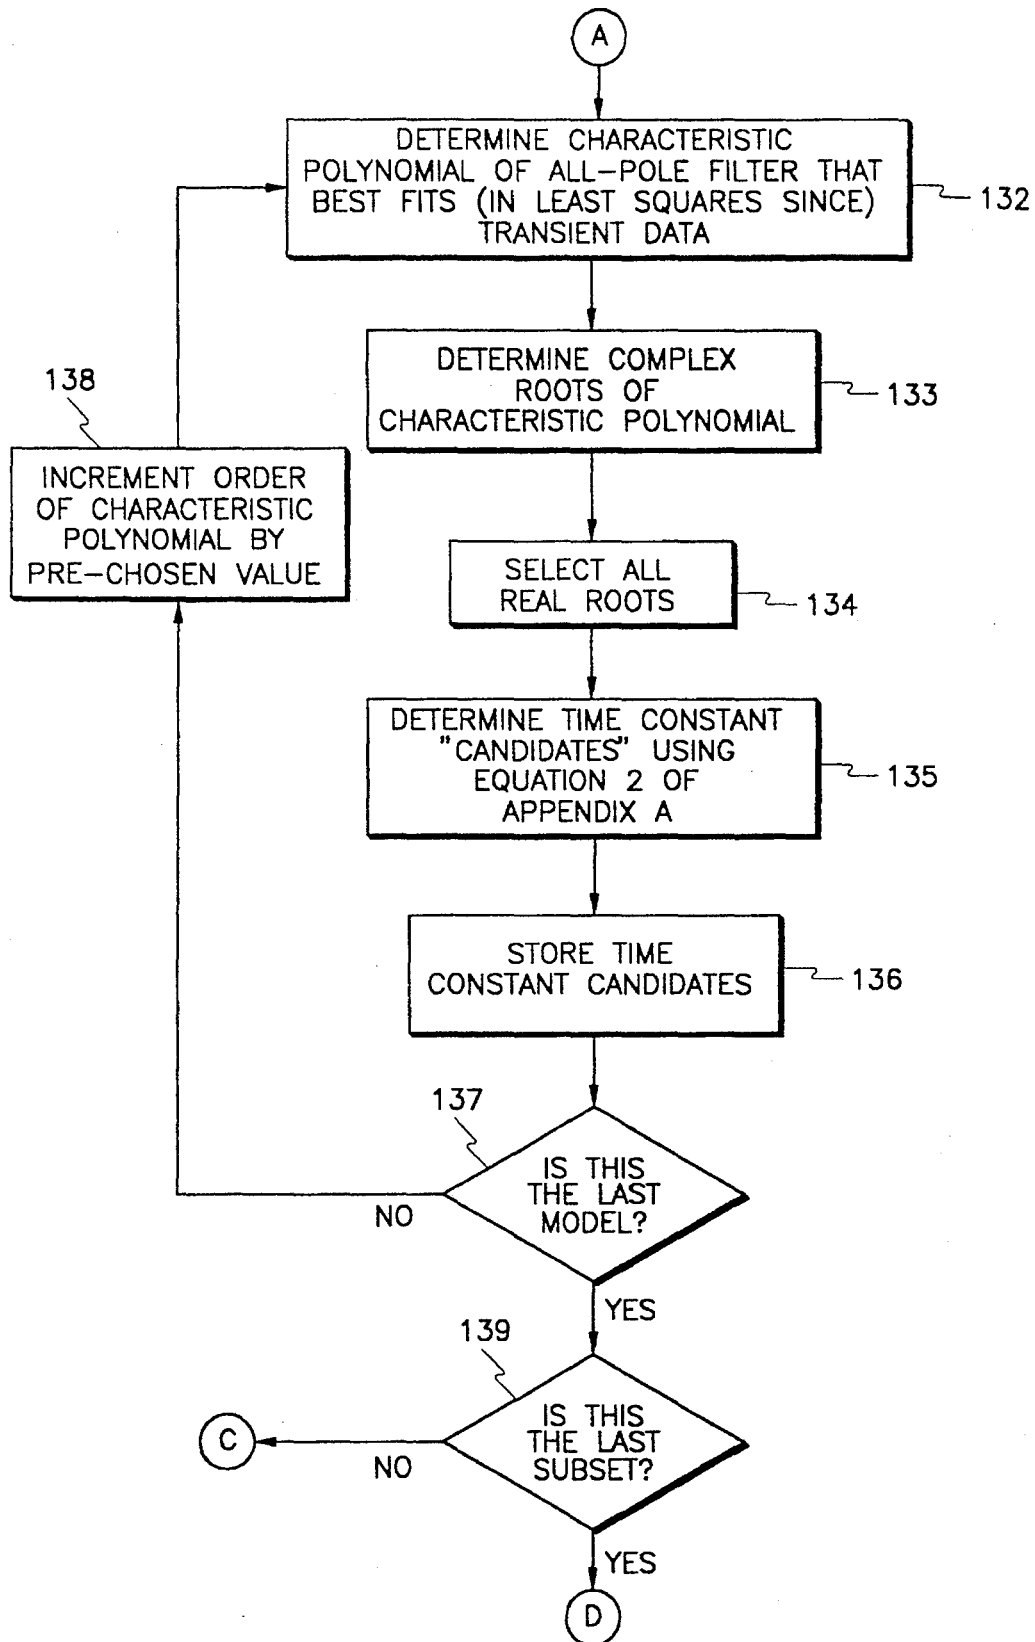 A
DETERMINE CHARACTERISTIC
POLYNOMIAL OF ALL-POLE FILTER THAT
BEST FITS (IN LEAST SQUARES SINCE)
TRANSIENT DATA
132
DETERMINE COMPLEX
ROOTS OF
CHARACTERISTIC POLYNOMIAL
133
138
INCREMENT ORDER
OF CHARACTERISTIC
POLYNOMIAL BY
PRE-CHOSEN VALUE
SELECT ALL
REAL ROOTS
134
DETERMINE TIME CONSTANT
"CANDIDATES" USING
EQUATION 2 OF
APPENDIX A
135
STORE TIME
CONSTANT CANDIDATES
136
137
IS THIS
THE LAST
MODEL?
NO
YES
139
IS THIS
THE LAST
SUBSET?
C
NO
YES
D